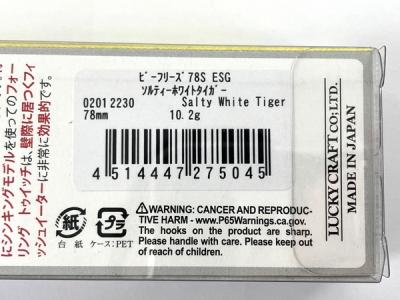 ビーフリーズ78S ESG
ソルティーホワイトタイガー
02012230 Salty White Tiger
78mm 10.2g
4 514447 275045
紙
プラ
台紙 ケース:PET
WARNING: CANCER AND REPRODUC-
TIVE HARM - www.P65Warnings.ca.gov.
The hooks on the product are sharp.
Please handle with care. Keep out of
reach of children.
LUCKY CRAFT CO; LTD.
MADE IN JAPAN
にシンキングモデルを使ってのフォー
リング トゥイッチは、壁際に居つくフィ
ッシュイーターに非常に効果的です。